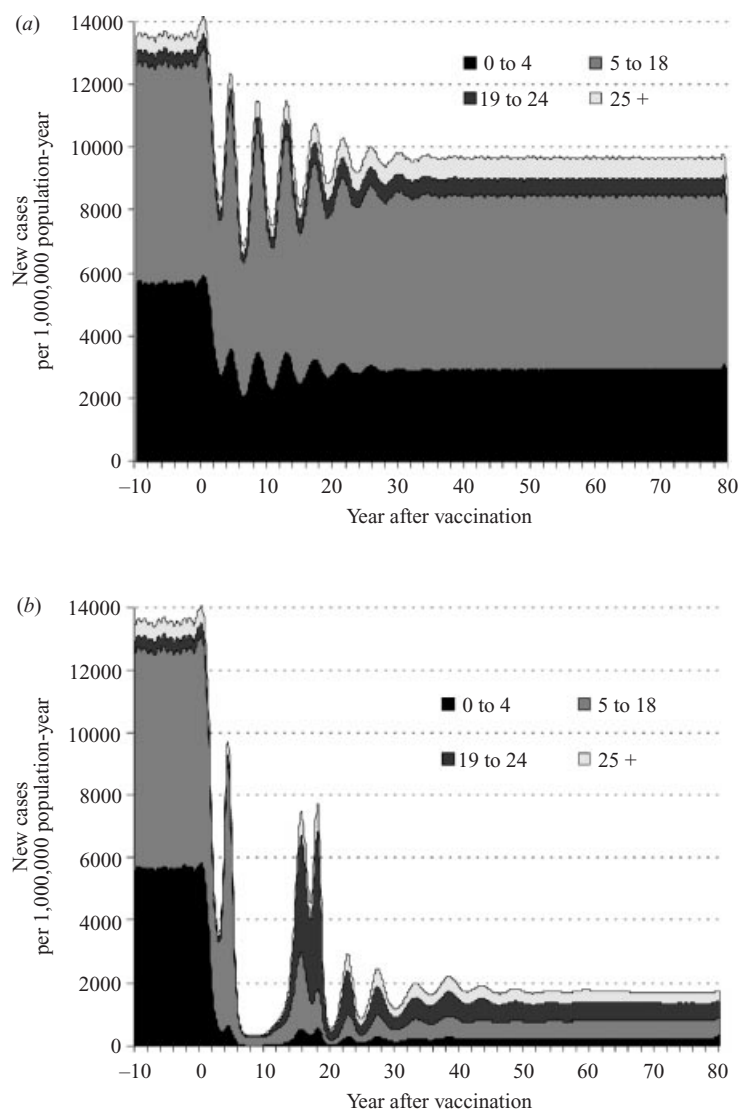 (a)
14000
12000
10000
8000
6000
4000
2000
0
New cases
per 1,000,000 population-year
0 to 4
5 to 18
19 to 24
25 +
–10 0 10 20 30 40 50 60 70 80
Year after vaccination
(b)
14000
12000
10000
8000
6000
4000
2000
0
New cases
per 1,000,000 population-year
0 to 4
5 to 18
19 to 24
25 +
–10 0 10 20 30 40 50 60 70 80
Year after vaccination